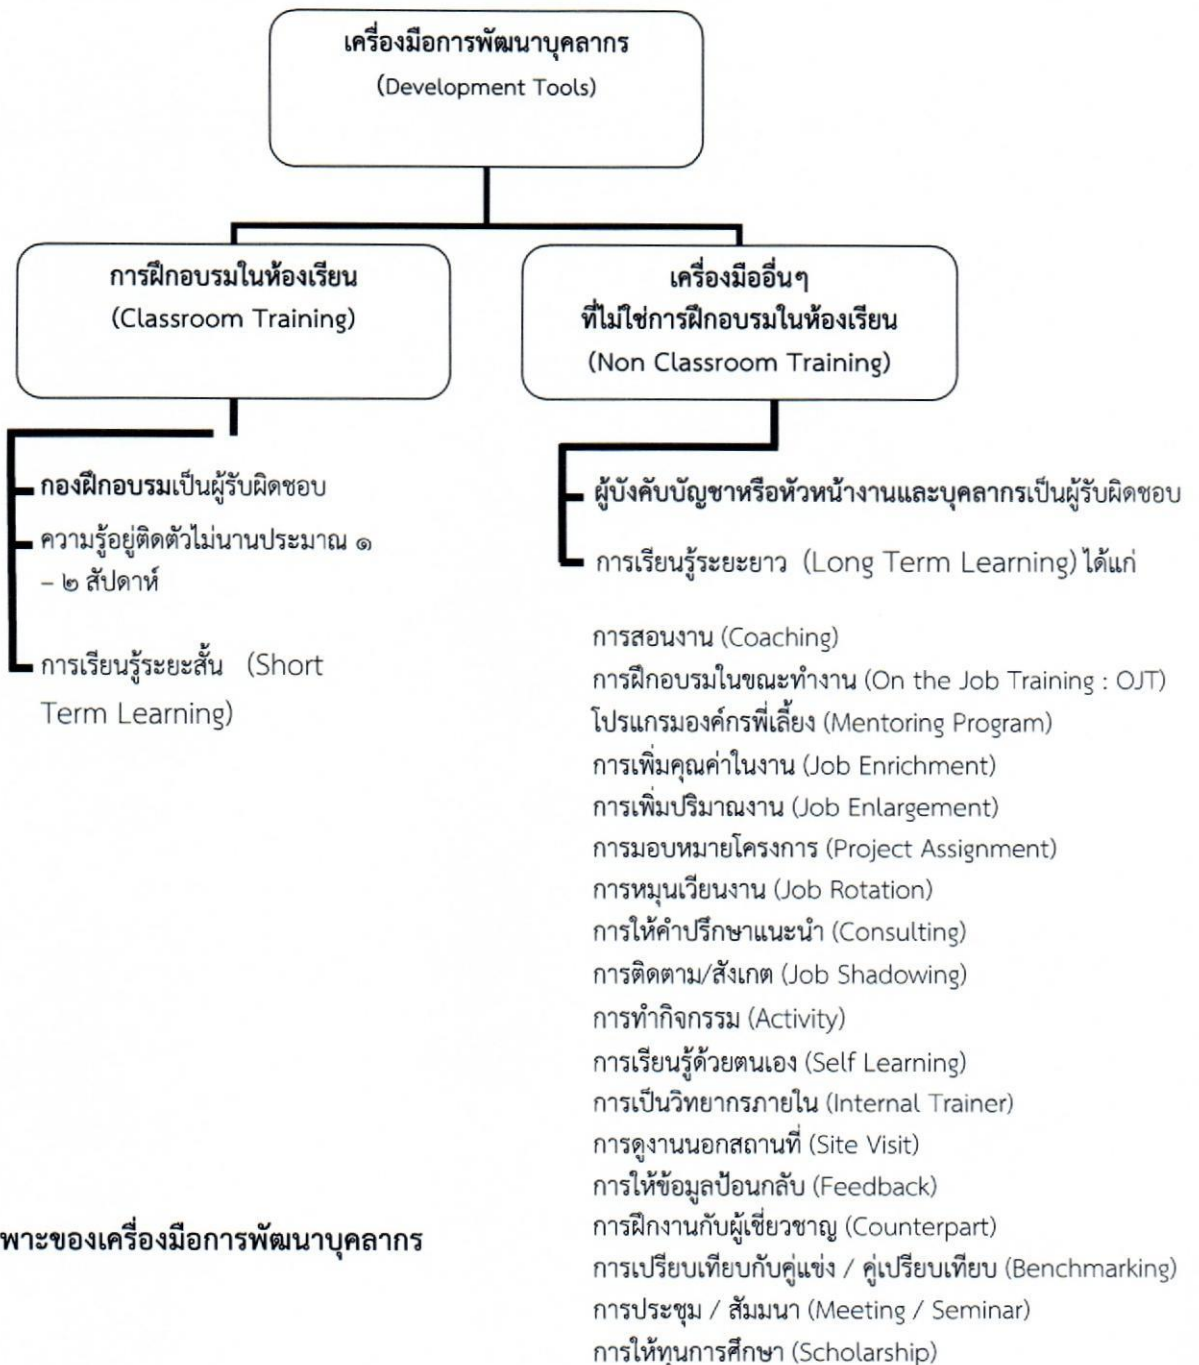 เครื่องมือการพัฒนาบุคลากร
(Development Tools)
การฝึกอบรมในห้องเรียน
(Classroom Training)
เครื่องมืออื่นๆ
ที่ไม่ใช่การฝึกอบรมในห้องเรียน
(Non Classroom Training)
กองฝึกอบรมเป็นผู้รับผิดชอบ
ความรู้อยู่ติดตัวไม่นานประมาณ ๑
– ๒ สัปดาห์
การเรียนรู้ระยะสั้น (Short
Term Learning)
ผู้บังคับบัญชาหรือหัวหน้างานและบุคลากรเป็นผู้รับผิดชอบ
การเรียนรู้ระยะยาว (Long Term Learning) ได้แก่
การสอนงาน (Coaching)
การฝึกอบรมในขณะทำงาน (On the Job Training : OJT)
โปรแกรมองค์กรพี่เลี้ยง (Mentoring Program)
การเพิ่มคุณค่าในงาน (Job Enrichment)
การเพิ่มปริมาณงาน (Job Enlargement)
การมอบหมายโครงการ (Project Assignment)
การหมุนเวียนงาน (Job Rotation)
การให้คำปรึกษาแนะนำ (Consulting)
การติดตาม/สังเกต (Job Shadowing)
การทำกิจกรรม (Activity)
การเรียนรู้ด้วยตนเอง (Self Learning)
การเป็นวิทยากรภายใน (Internal Trainer)
การดูงานนอกสถานที่ (Site Visit)
การให้ข้อมูลป้อนกลับ (Feedback)
การฝึกงานกับผู้เชี่ยวชาญ (Counterpart)
การเปรียบเทียบกับคู่แข่ง / คู่เปรียบเทียบ (Benchmarking)
การประชุม / สัมมนา (Meeting / Seminar)
การให้ทุนการศึกษา (Scholarship)
พาะของเครื่องมือการพัฒนาบุคลากร